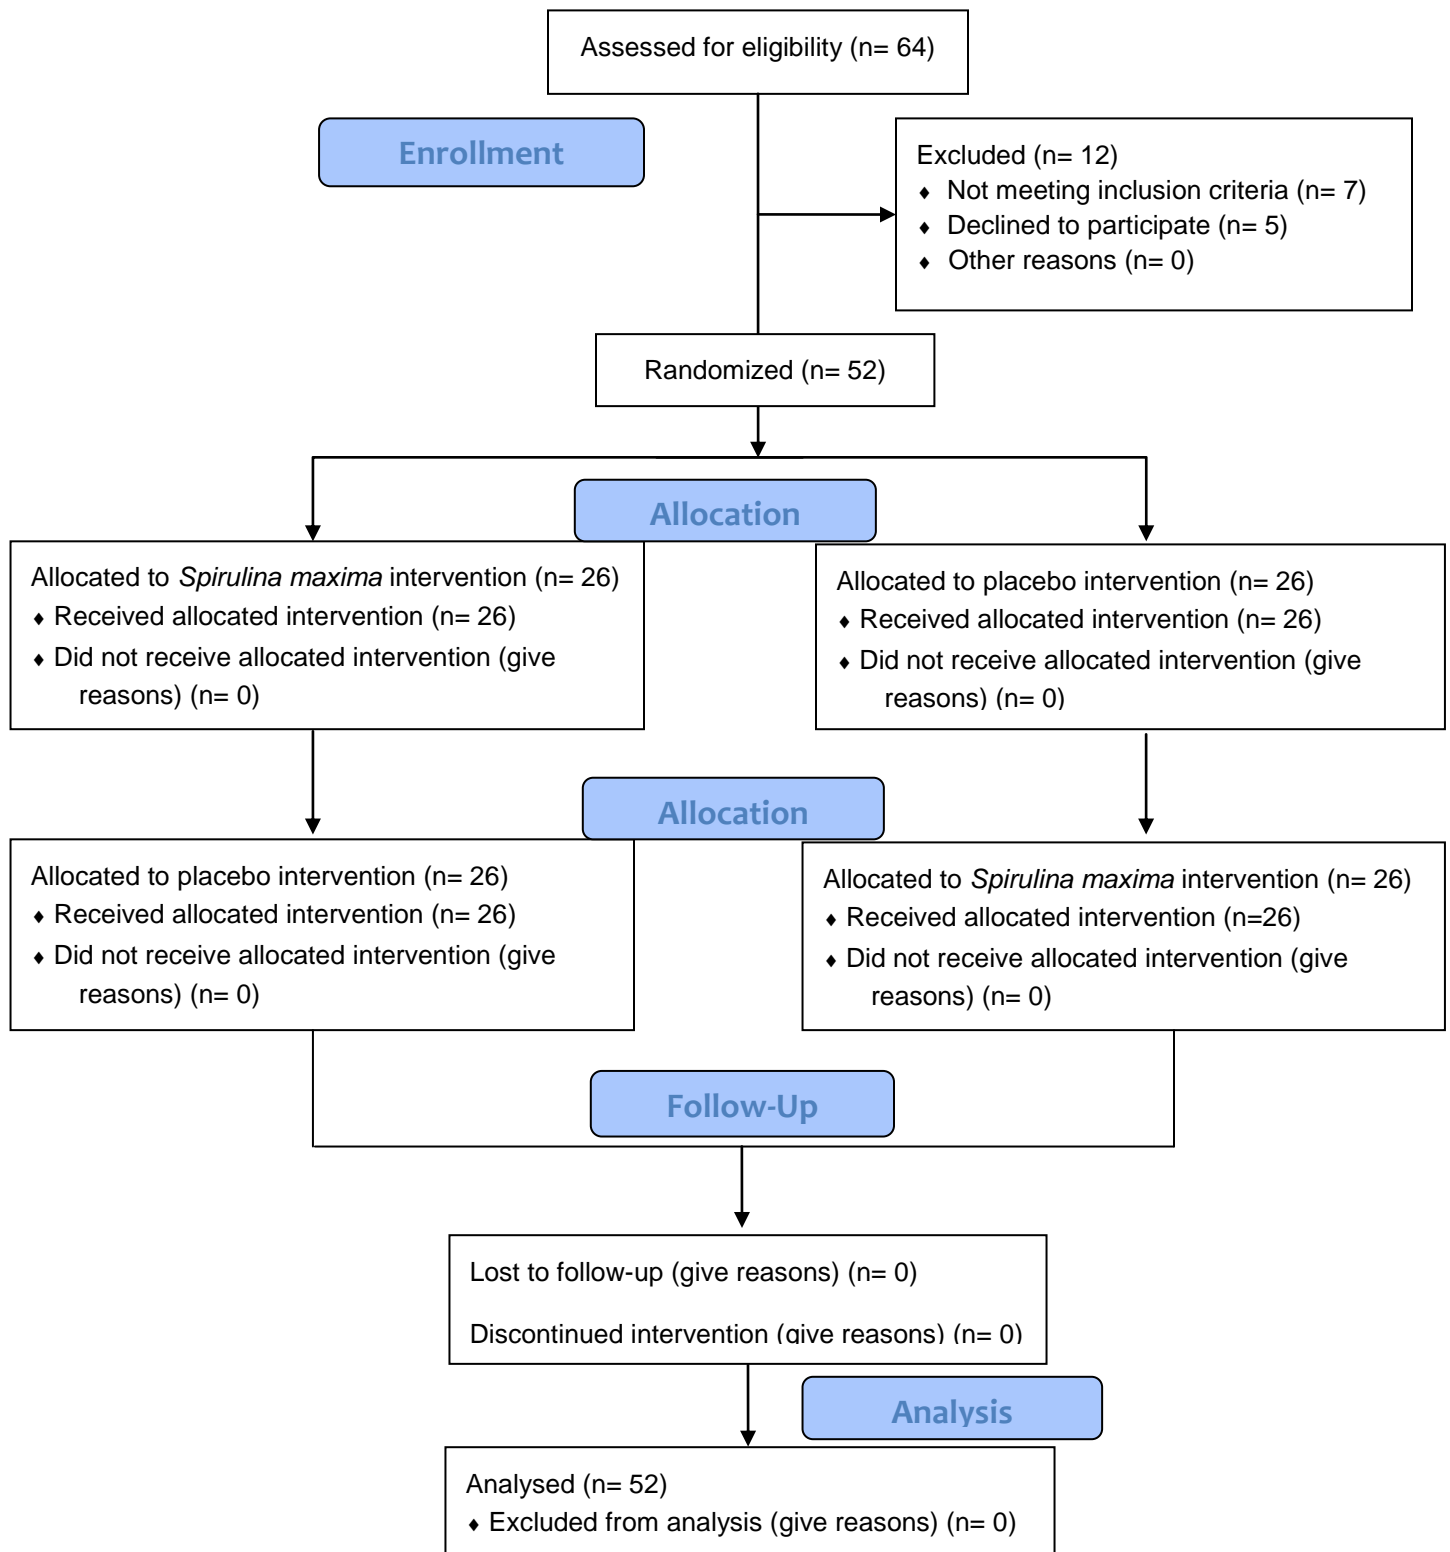 Assessed for eligibility (n= 64)
Enrollment
Excluded (n= 12)
♦ Not meeting inclusion criteria (n= 7)
♦ Declined to participate (n= 5)
♦ Other reasons (n= 0)
Randomized (n= 52)
Allocation
Allocated to Spirulina maxima intervention (n= 26)
♦ Received allocated intervention (n= 26)
♦ Did not receive allocated intervention (give
reasons) (n= 0)
Allocated to placebo intervention (n= 26)
♦ Received allocated intervention (n= 26)
♦ Did not receive allocated intervention (give
reasons) (n= 0)
Allocation
Allocated to placebo intervention (n= 26)
♦ Received allocated intervention (n= 26)
♦ Did not receive allocated intervention (give
reasons) (n= 0)
Allocated to Spirulina maxima intervention (n= 26)
♦ Received allocated intervention (n=26)
♦ Did not receive allocated intervention (give
reasons) (n= 0)
Follow-Up
Lost to follow-up (give reasons) (n= 0)
Discontinued intervention (give reasons) (n= 0)
Analysis
Analysed (n= 52)
♦ Excluded from analysis (give reasons) (n= 0)